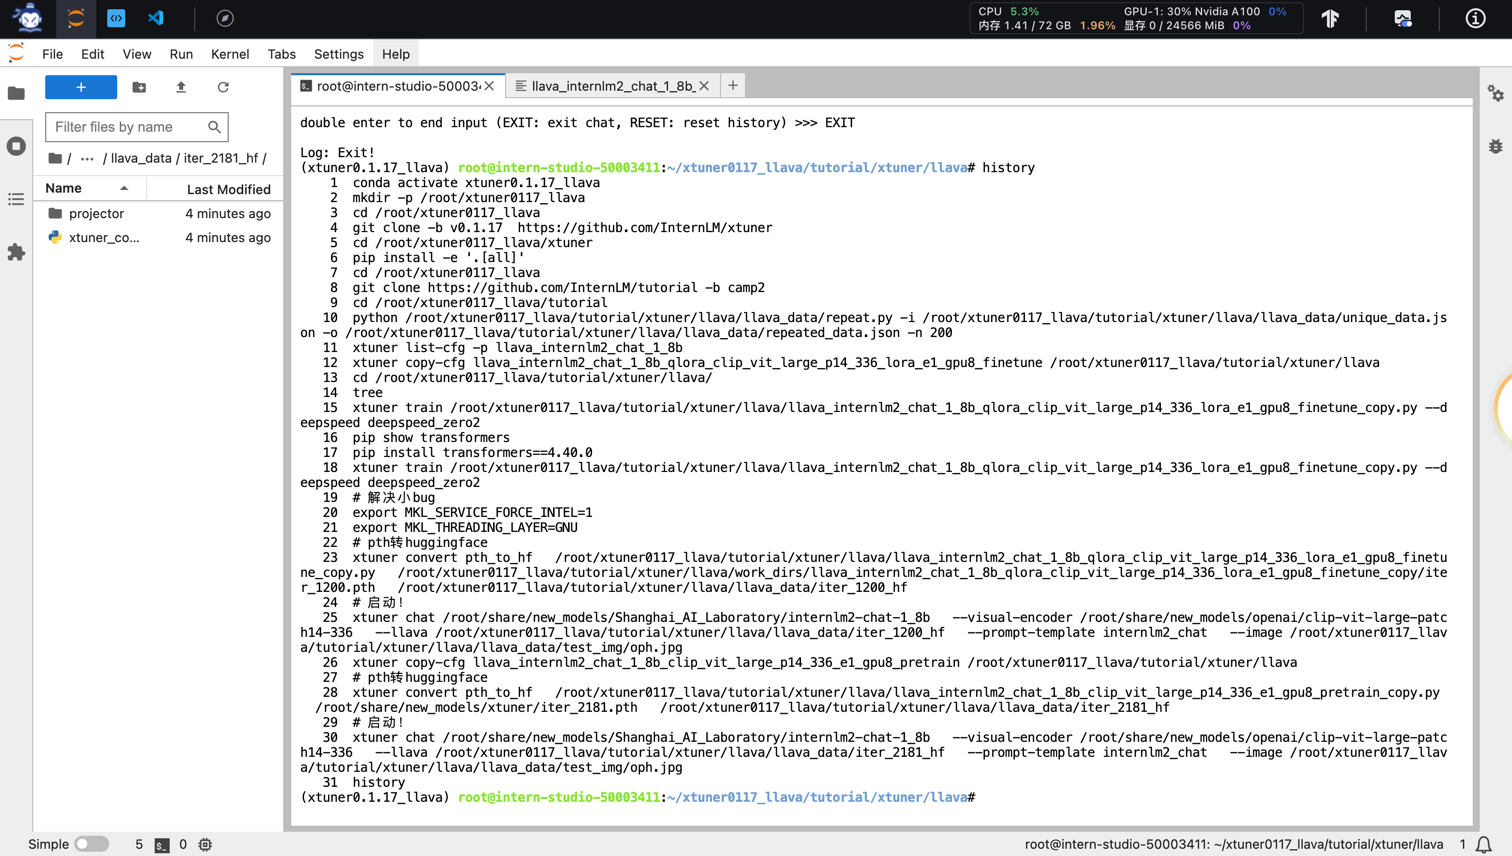 CPU 5.3% GPU-1: 30% Nvidia A100 0%
内存 1.41 / 72 GB 1.96% 显存 0 / 24566 MiB 0%
File Edit View Run Kernel Tabs Settings Help
root@intern-studio-50003
llava_internlm2_chat_1_8b_
Filter files by name
/ ··· / llava_data / iter_2181_hf /
Name Last Modified
projector 4 minutes ago
xtuner_co... 4 minutes ago
double enter to end input (EXIT: exit chat, RESET: reset history) >>> EXIT
Log: Exit!
(xtuner0.1.17_llava) root@intern-studio-50003411:~/xtuner0117_llava/tutorial/xtuner/llava# history
1 conda activate xtuner0.1.17_llava
2 mkdir -p /root/xtuner0117_llava
3 cd /root/xtuner0117_llava
4 git clone -b v0.1.17  https://github.com/InternLM/xtuner
5 cd /root/xtuner0117_llava/xtuner
6 pip install -e '.[all]'
7 cd /root/xtuner0117_llava
8 git clone https://github.com/InternLM/tutorial -b camp2
9 cd /root/xtuner0117_llava/tutorial
10 python /root/xtuner0117_llava/tutorial/xtuner/llava/llava_data/repeat.py -i /root/xtuner0117_llava/tutorial/xtuner/llava/llava_data/unique_data.js
on -o /root/xtuner0117_llava/tutorial/xtuner/llava/llava_data/repeated_data.json -n 200
11 xtuner list-cfg -p llava_internlm2_chat_1_8b
12 xtuner copy-cfg llava_internlm2_chat_1_8b_qlora_clip_vit_large_p14_336_lora_e1_gpu8_finetune /root/xtuner0117_llava/tutorial/xtuner/llava
13 cd /root/xtuner0117_llava/tutorial/xtuner/llava/
14 tree
15 xtuner train /root/xtuner0117_llava/tutorial/xtuner/llava/llava_internlm2_chat_1_8b_qlora_clip_vit_large_p14_336_lora_e1_gpu8_finetune_copy.py --d
eepspeed deepspeed_zero2
16 pip show transformers
17 pip install transformers==4.40.0
18 xtuner train /root/xtuner0117_llava/tutorial/xtuner/llava/llava_internlm2_chat_1_8b_qlora_clip_vit_large_p14_336_lora_e1_gpu8_finetune_copy.py --d
eepspeed deepspeed_zero2
19 # 解决小bug
20 export MKL_SERVICE_FORCE_INTEL=1
21 export MKL_THREADING_LAYER=GNU
22 # pth转huggingface
23 xtuner convert pth_to_hf   /root/xtuner0117_llava/tutorial/xtuner/llava/llava_internlm2_chat_1_8b_qlora_clip_vit_large_p14_336_lora_e1_gpu8_finetu
ne_copy.py   /root/xtuner0117_llava/tutorial/xtuner/llava/work_dirs/llava_internlm2_chat_1_8b_qlora_clip_vit_large_p14_336_lora_e1_gpu8_finetune_copy/ite
r_1200.pth   /root/xtuner0117_llava/tutorial/xtuner/llava/llava_data/iter_1200_hf
24 # 启动！
25 xtuner chat /root/share/new_models/Shanghai_AI_Laboratory/internlm2-chat-1_8b   --visual-encoder /root/share/new_models/openai/clip-vit-large-patc
h14-336   --llava /root/xtuner0117_llava/tutorial/xtuner/llava/llava_data/iter_1200_hf   --prompt-template internlm2_chat   --image /root/xtuner0117_llav
a/tutorial/xtuner/llava/llava_data/test_img/oph.jpg
26 xtuner copy-cfg llava_internlm2_chat_1_8b_clip_vit_large_p14_336_e1_gpu8_pretrain /root/xtuner0117_llava/tutorial/xtuner/llava
27 # pth转huggingface
28 xtuner convert pth_to_hf   /root/xtuner0117_llava/tutorial/xtuner/llava/llava_internlm2_chat_1_8b_clip_vit_large_p14_336_e1_gpu8_pretrain_copy.py
/root/share/new_models/xtuner/iter_2181.pth   /root/xtuner0117_llava/tutorial/xtuner/llava/llava_data/iter_2181_hf
29 # 启动！
30 xtuner chat /root/share/new_models/Shanghai_AI_Laboratory/internlm2-chat-1_8b   --visual-encoder /root/share/new_models/openai/clip-vit-large-patc
h14-336   --llava /root/xtuner0117_llava/tutorial/xtuner/llava/llava_data/iter_2181_hf   --prompt-template internlm2_chat   --image /root/xtuner0117_llav
a/tutorial/xtuner/llava/llava_data/test_img/oph.jpg
31 history
(xtuner0.1.17_llava) root@intern-studio-50003411:~/xtuner0117_llava/tutorial/xtuner/llava#
Simple 5 0 root@intern-studio-50003411: ~/xtuner0117_llava/tutorial/xtuner/llava 1